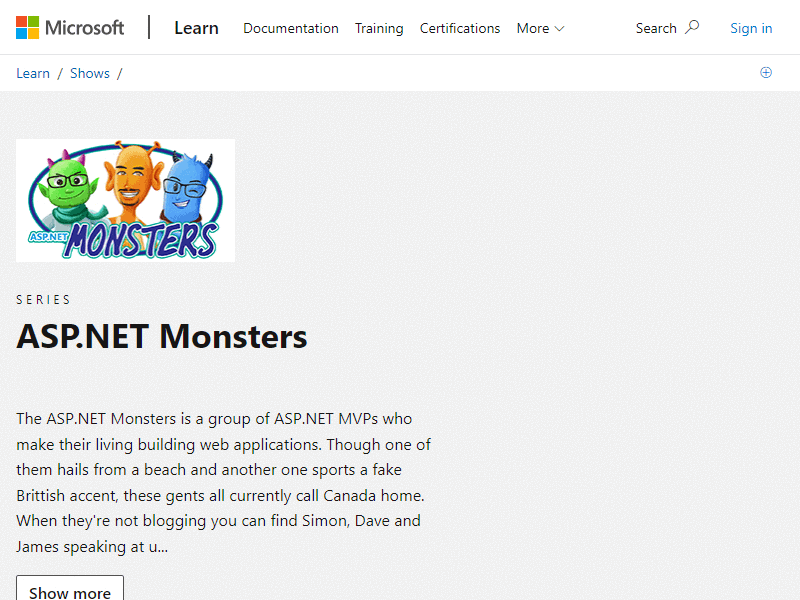 Microsoft | Learn Documentation Training Certifications More Search Sign in
Learn / Shows /
ASP.NET MONSTERS
SERIES
ASP.NET Monsters
The ASP.NET Monsters is a group of ASP.NET MVPs who
make their living building web applications. Though one of
them hails from a beach and another one sports a fake
Brittish accent, these gents all currently call Canada home.
When they're not blogging you can find Simon, Dave and
James speaking at u...
Show more